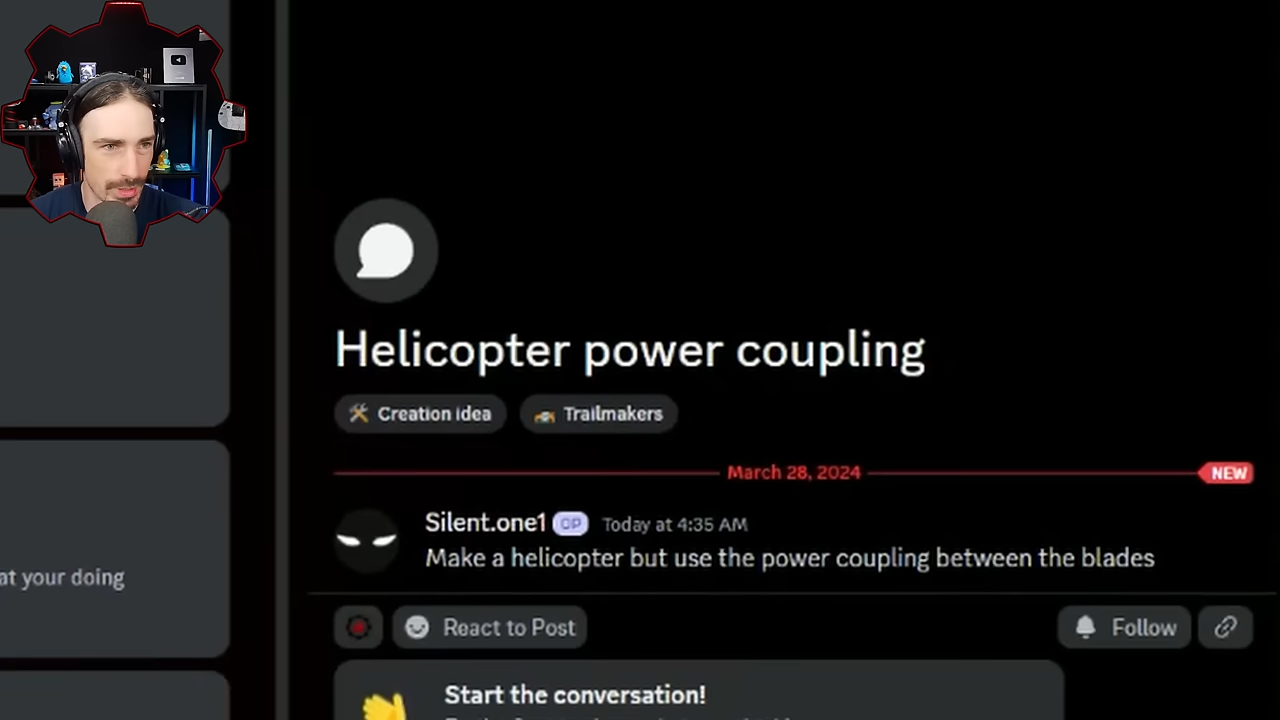 Helicopter power coupling
Creation idea
Trailmakers
March 28, 2024
NEW
Silent.one1 OP Today at 4:35 AM
Make a helicopter but use the power coupling between the blades
at your doing
React to Post
Follow
Start the conversation!